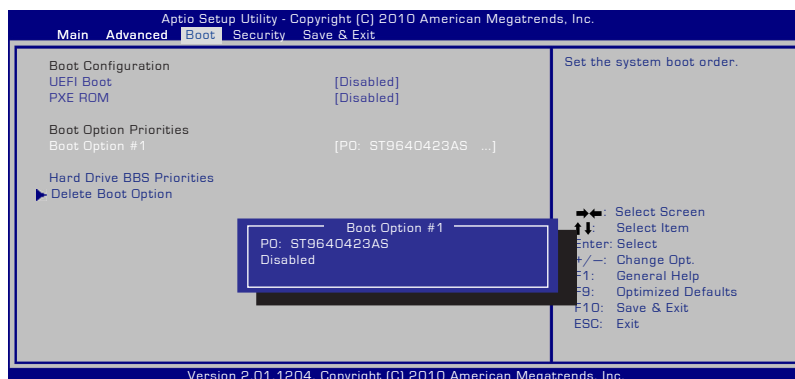 Aptio Setup Utility - Copyright (C) 2010 American Megatrends, Inc.
Main Advanced Boot Security Save & Exit
Boot Configuration
UEFI Boot [Disabled]
PXE ROM [Disabled]
Boot Option Priorities
Boot Option #1 [P0: ST9640423AS ...]
Hard Drive BBS Priorities
Delete Boot Option
Boot Option #1
P0: ST9640423AS
Disabled
Set the system boot order.
→←: Select Screen
↑↓: Select Item
Enter: Select
+/—: Change Opt.
F1: General Help
F9: Optimized Defaults
F10: Save & Exit
ESC: Exit
Version 2.01.1204. Copyright (C) 2010 American Megatrends, Inc.